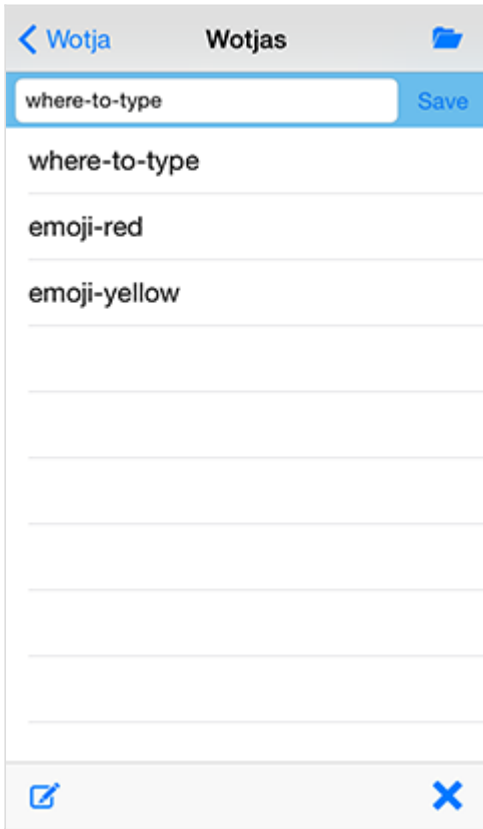 Wotja Wotjas
where-to-type Save
where-to-type
emoji-red
emoji-yellow